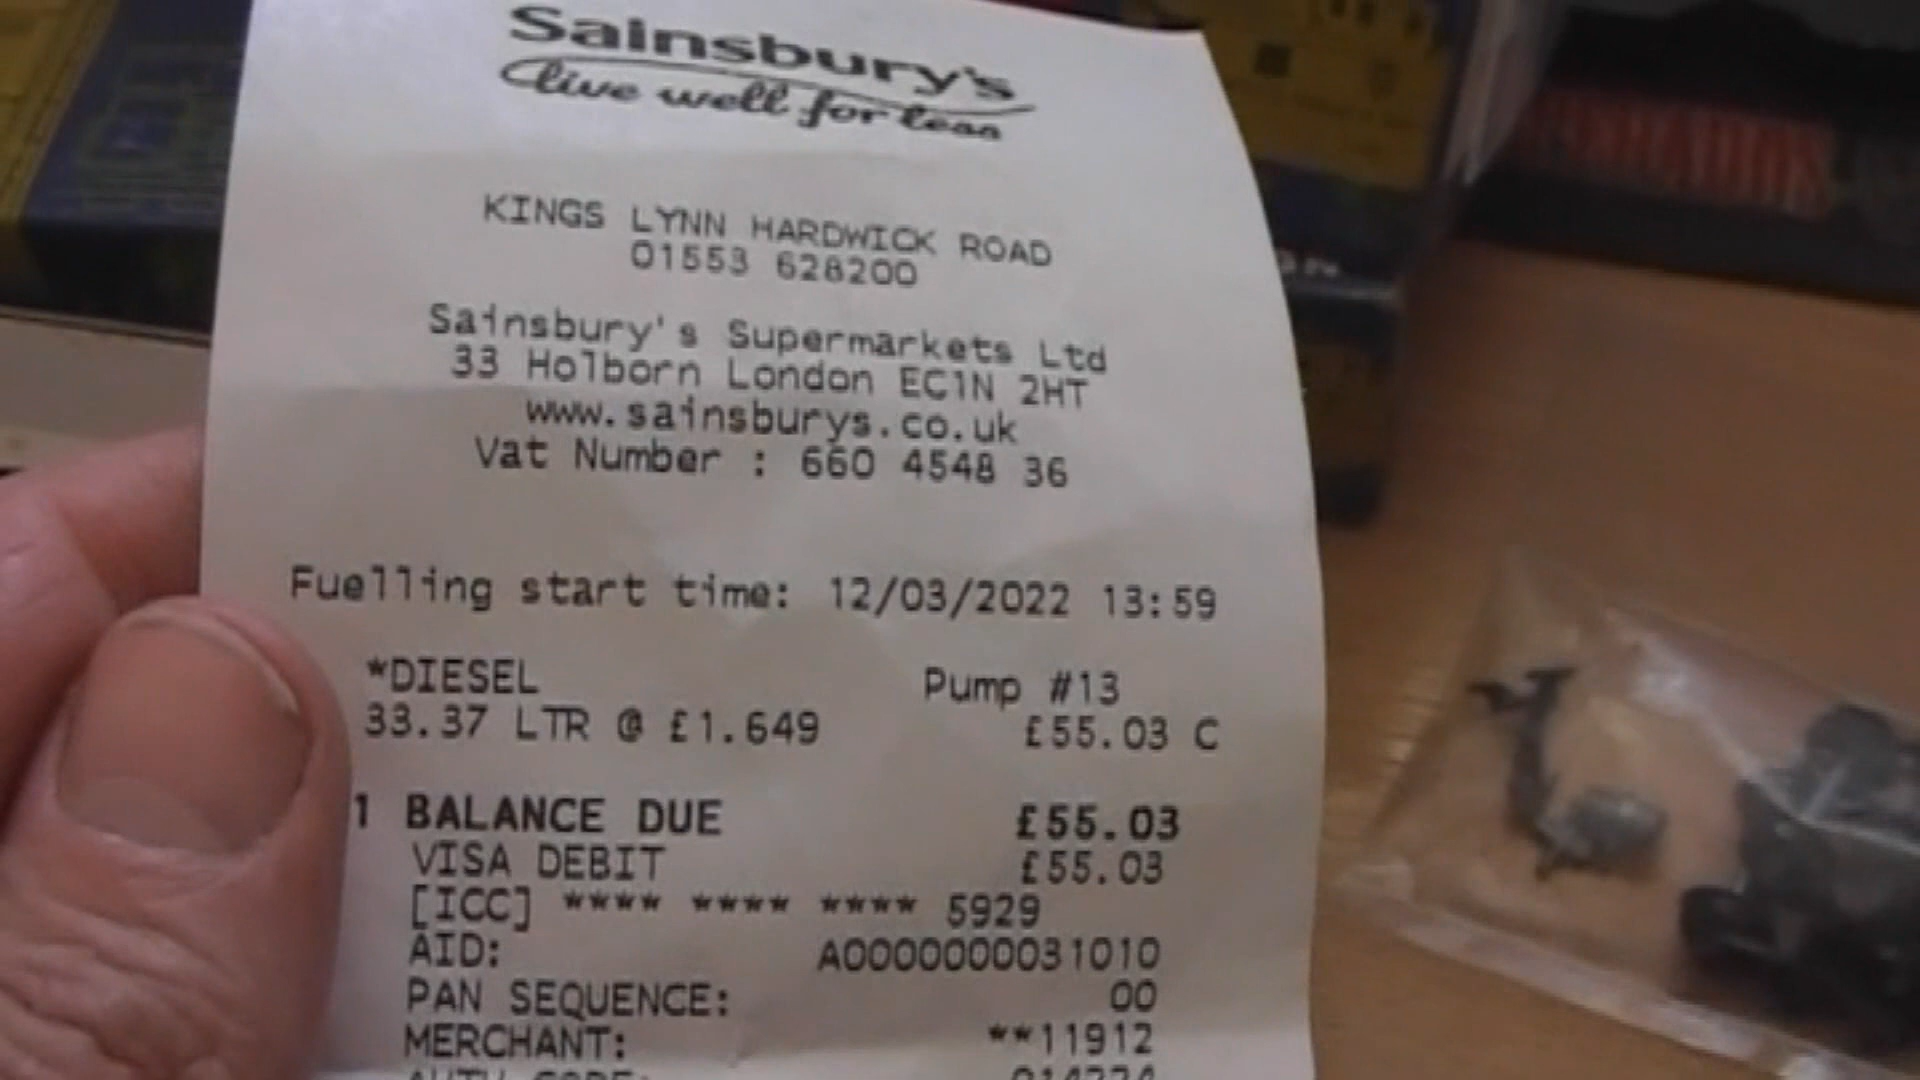 Sainsbury's
live well for less
KINGS LYNN HARDWICK ROAD
01553 628200
Sainsbury's Supermarkets Ltd
33 Holborn London EC1N 2HT
www.sainsburys.co.uk
Vat Number : 660 4548 36
Fuelling start time: 12/03/2022 13:59
*DIESEL Pump #13
33.37 LTR @ £1.649 £55.03 C
1 BALANCE DUE £55.03
VISA DEBIT £55.03
[ICC] **** **** **** 5929
AID: A0000000031010
PAN SEQUENCE: 00
MERCHANT: **11912